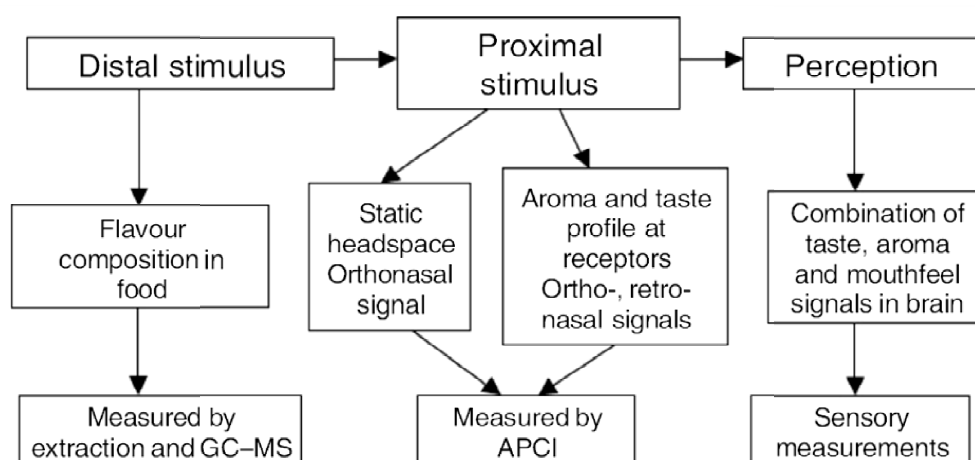 Distal stimulus
Proximal
stimulus
Perception
Flavour
composition in
food
Static
headspace
Orthonasal
signal
Aroma and taste
profile at
receptors
Ortho-, retro-
nasal signals
Combination of
taste, aroma
and mouthfeel
signals in brain
Measured by
extraction and GC–MS
Measured by
APCI
Sensory
measurements